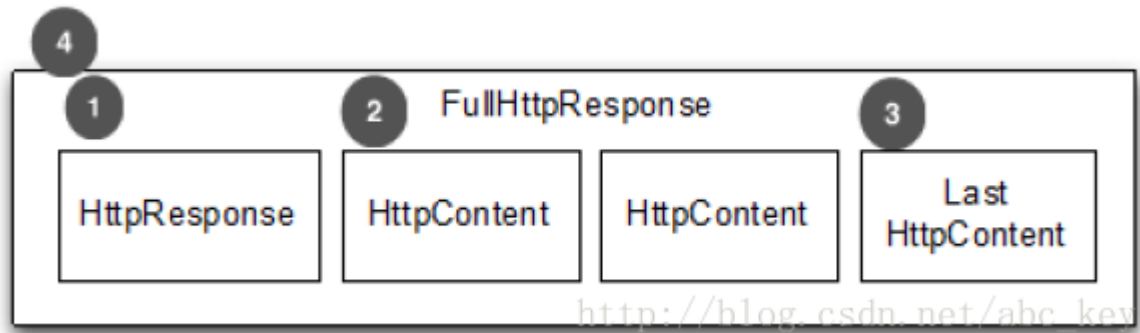 4
1
2
FullHttpResponse
3
HttpResponse
HttpContent
HttpContent
Last
HttpContent
http://blog.csdn.net/abc_key